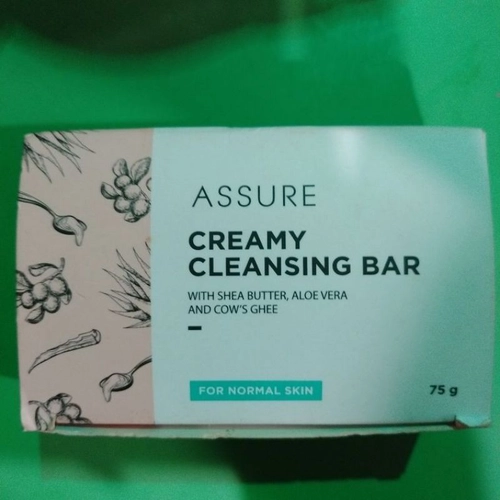 ASSURE
CREAMY
CLEANSING BAR
WITH SHEA BUTTER, ALOE VERA
AND COW'S GHEE
FOR NORMAL SKIN
75 g